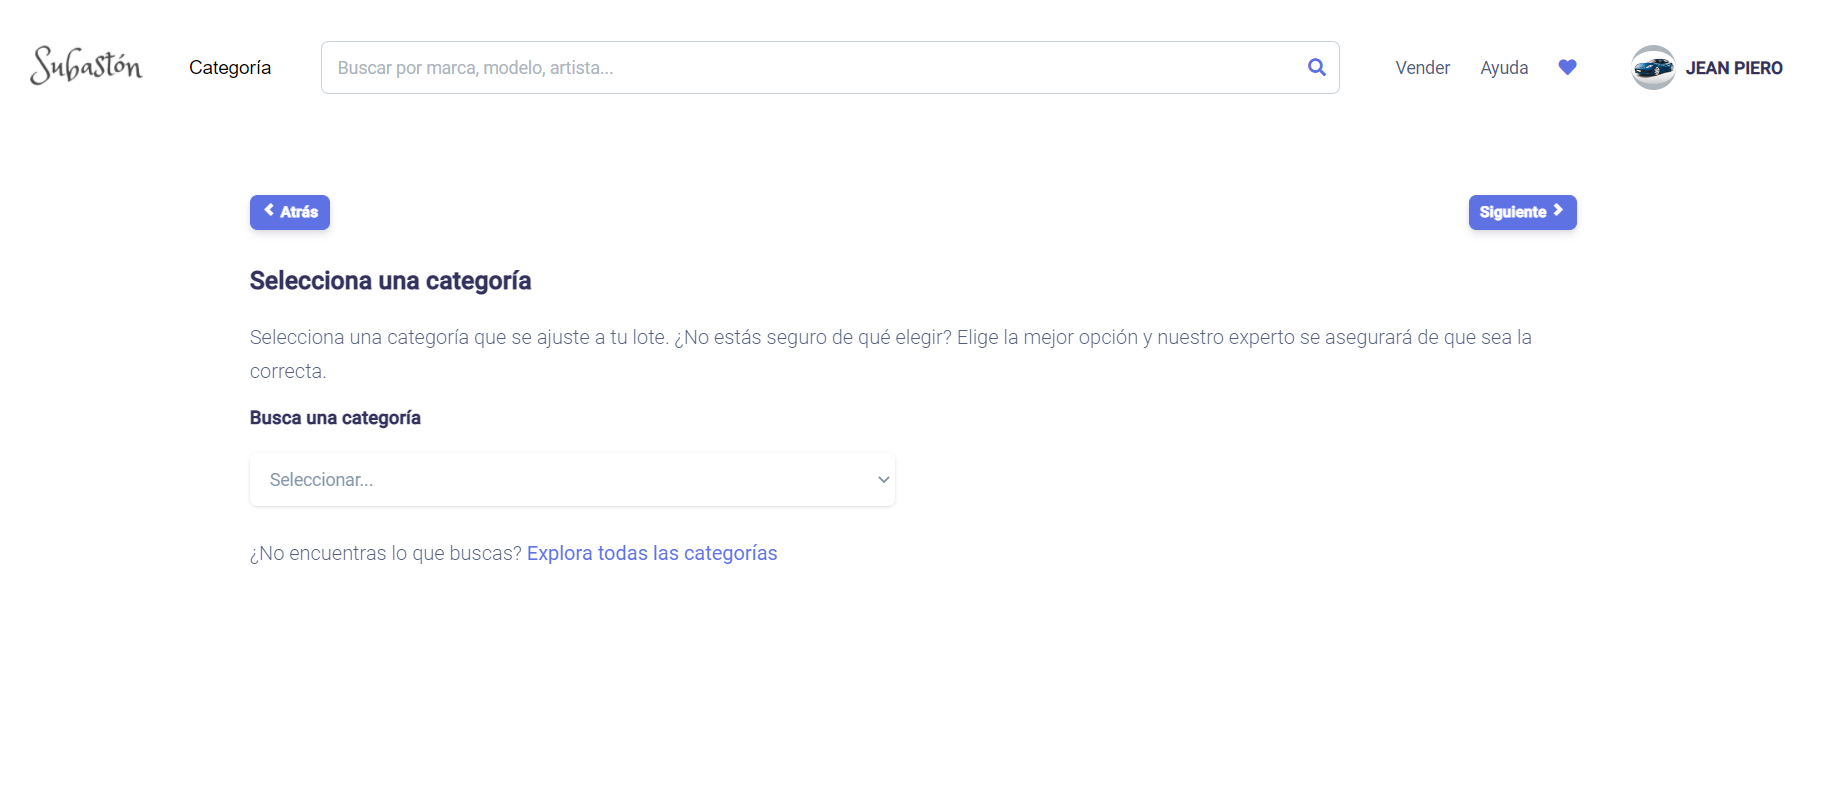 Subastón
Categoría
Buscar por marca, modelo, artista...
Vender
Ayuda
JEAN PIERO
Atrás
Siguiente
Selecciona una categoría
Selecciona una categoría que se ajuste a tu lote. ¿No estás seguro de qué elegir? Elige la mejor opción y nuestro experto se asegurará de que sea la
correcta.
Busca una categoría
Seleccionar...
¿No encuentras lo que buscas? Explora todas las categorías